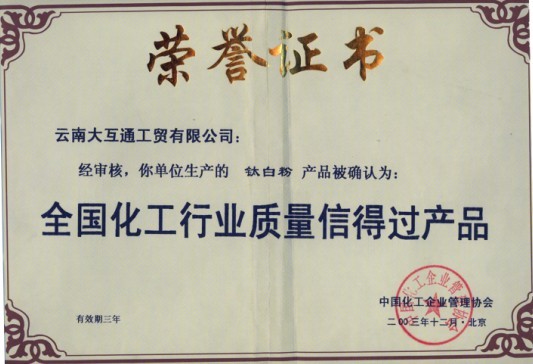 荣誉证书
云南大互通工贸有限公司：
经审核，你单位生产的 钛白粉 产品被确认为：
全国化工行业质量信得过产品
中国化工企业管理协会
有效期三年 二00三年十二月·北京